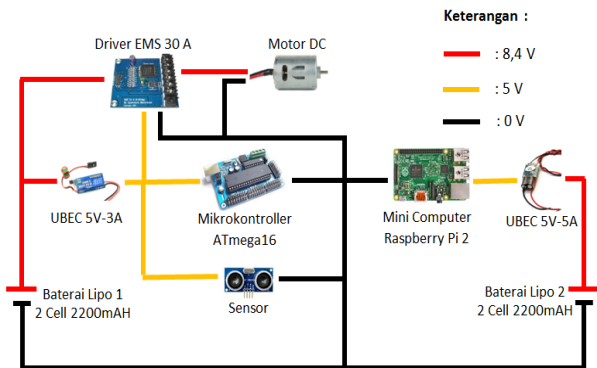 Keterangan :
: 8,4 V
: 5 V
: 0 V
Driver EMS 30 A
Motor DC
UBEC 5V-3A
Mikrokontroller
ATmega16
Mini Computer
Raspberry Pi 2
UBEC 5V-5A
Sensor
Baterai Lipo 1
2 Cell 2200mAH
Baterai Lipo 2
2 Cell 2200mAH